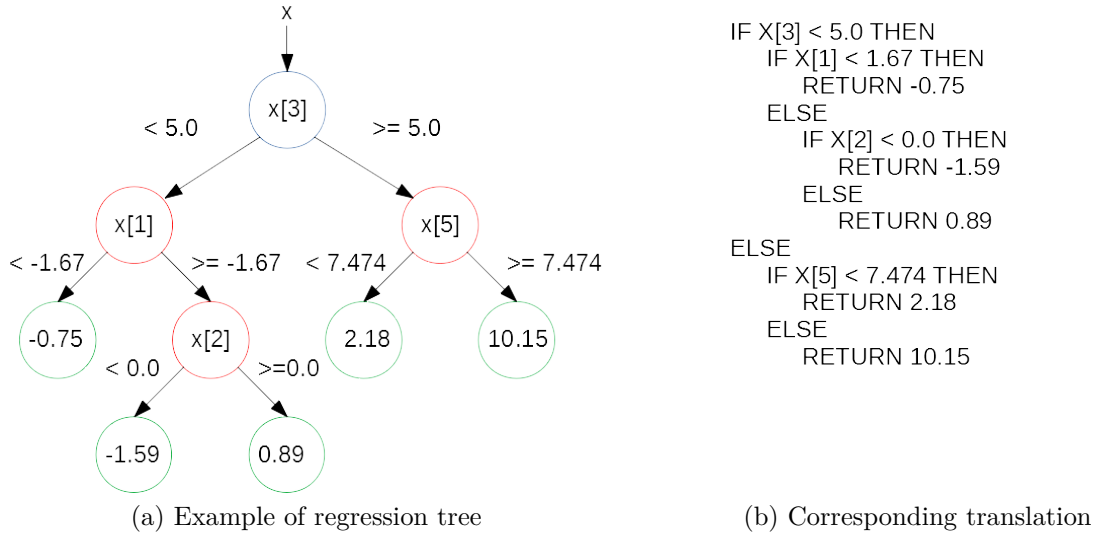 x
x[3]
< 5.0
>= 5.0
x[1]
x[5]
< -1.67
>= -1.67
< 7.474
>= 7.474
-0.75
x[2]
2.18
10.15
< 0.0
>=0.0
-1.59
0.89
(a) Example of regression tree
IF X[3] < 5.0 THEN
IF X[1] < 1.67 THEN
RETURN -0.75
ELSE
IF X[2] < 0.0 THEN
RETURN -1.59
ELSE
RETURN 0.89
ELSE
IF X[5] < 7.474 THEN
RETURN 2.18
ELSE
RETURN 10.15
(b) Corresponding translation